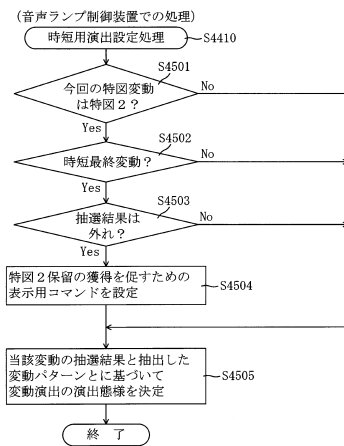 (音声ランプ制御装置での処理)
時短用演出設定処理
S4410
S4501
今回の特図変動
は特図2?
No
Yes
S4502
時短最終変動?
No
Yes
S4503
抽選結果は
外れ?
No
Yes
特図2保留の獲得を促すための
表示用コマンドを設定
S4504
当該変動の抽選結果と抽出した
変動パターンとに基づいて
変動演出の演出態様を決定
S4505
終 了